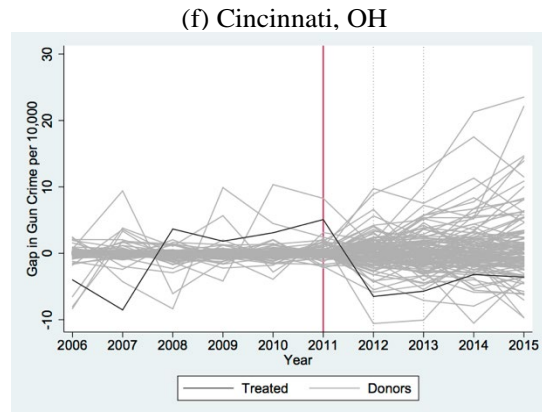 (f) Cincinnati, OH
Gap in Gun Crime per 10,000
30
20
10
0
-10
2006 2007 2008 2009 2010 2011 2012 2013 2014 2015
Year
Treated Donors